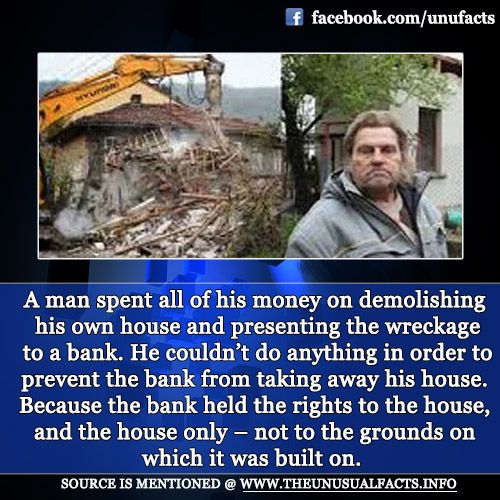 f facebook.com/unufacts
HYUNDAI
A man spent all of his money on demolishing
his own house and presenting the wreckage
to a bank. He couldn’t do anything in order to
prevent the bank from taking away his house.
Because the bank held the rights to the house,
and the house only – not to the grounds on
which it was built on.
SOURCE IS MENTIONED @ WWW.THEUNUSUALFACTS.INFO